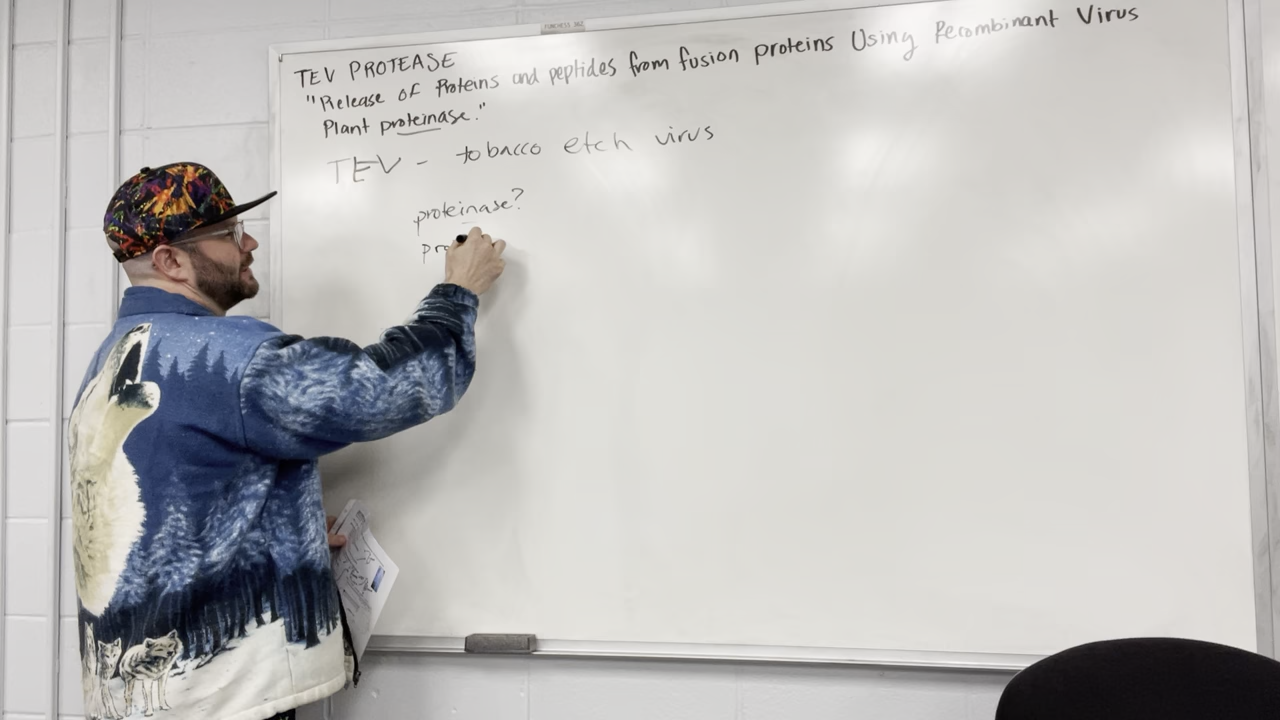 TEV PROTEASE
"Release of Proteins and peptides from fusion proteins Using Recombinant Virus
Plant proteinase."
TEV - tobacco etch virus
proteinase?
pro